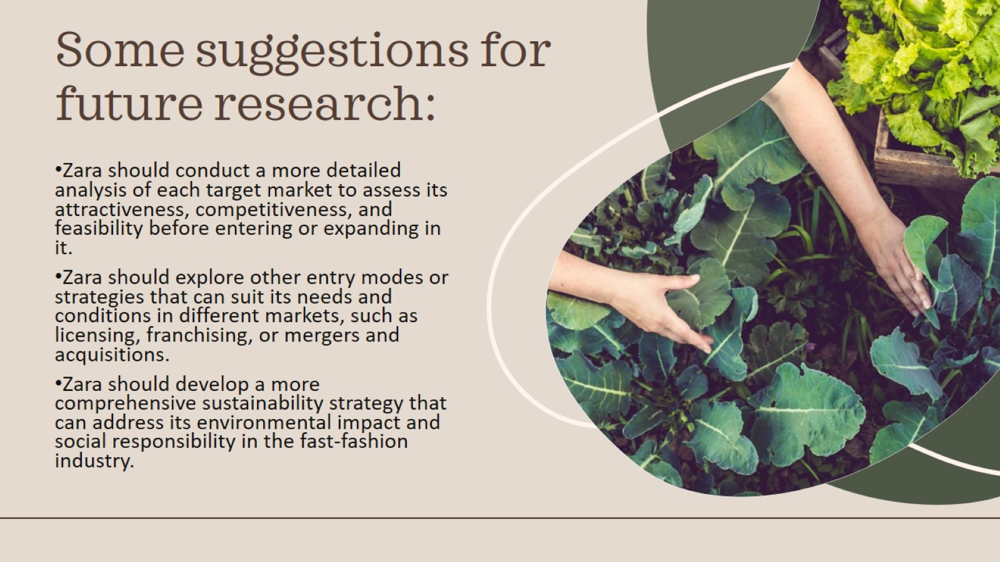 Some suggestions for
future research:
•Zara should conduct a more detailed
analysis of each target market to assess its
attractiveness, competitiveness, and
feasibility before entering or expanding in
it.
•Zara should explore other entry modes or
strategies that can suit its needs and
conditions in different markets, such as
licensing, franchising, or mergers and
acquisitions.
•Zara should develop a more
comprehensive sustainability strategy that
can address its environmental impact and
social responsibility in the fast-fashion
industry.